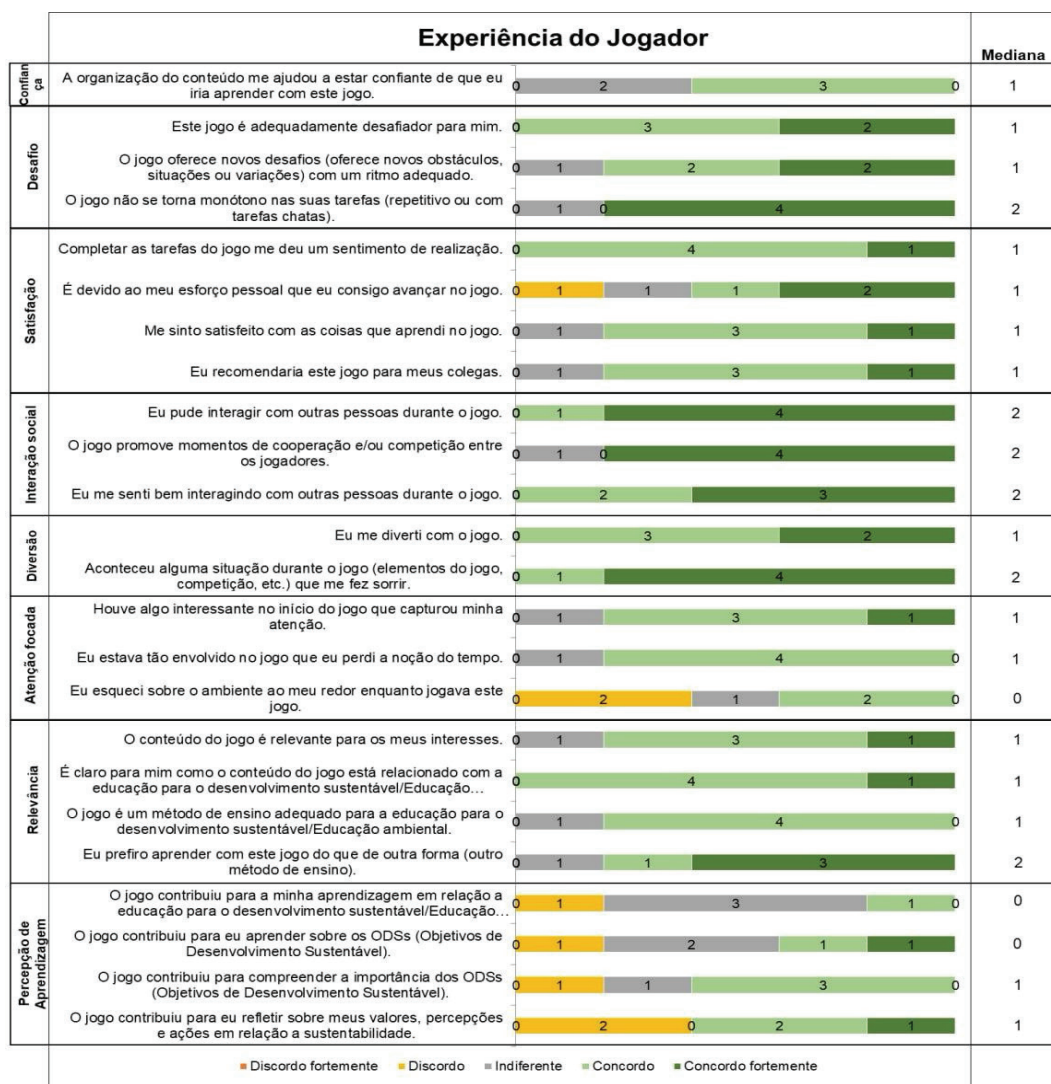 Experiência do Jogador
Mediana
Confian
ça
A organização do conteúdo me ajudou a estar confiante de que eu
iria aprender com este jogo.
2 3 0 1
Desafio
Este jogo é adequadamente desafiador para mim. 0 3 2 1
O jogo oferece novos desafios (oferece novos obstáculos,
situações ou variações) com um ritmo adequado.
0 1 2 2 1
O jogo não se torna monótono nas suas tarefas (repetitivo ou com
tarefas chatas).
0 1 0 4 2
Satisfação
Completar as tarefas do jogo me deu um sentimento de realização. 0 4 1 1
É devido ao meu esforço pessoal que eu consigo avançar no jogo. 0 1 1 1 2 1
Me sinto satisfeito com as coisas que aprendi no jogo. 0 1 3 1 1
Eu recomendaria este jogo para meus colegas. 0 1 3 1 1
Interação social
Eu pude interagir com outras pessoas durante o jogo. 0 1 4 2
O jogo promove momentos de cooperação e/ou competição entre
os jogadores.
0 1 0 4 2
Eu me senti bem interagindo com outras pessoas durante o jogo. 0 2 3 2
Diversão
Eu me diverti com o jogo. 0 3 2 1
Aconteceu alguma situação durante o jogo (elementos do jogo,
competição, etc.) que me fez sorrir.
0 1 4 2
Atenção focada
Houve algo interessante no início do jogo que capturou minha
atenção.
0 1 3 1 1
Eu estava tão envolvido no jogo que eu perdi a noção do tempo. 0 1 4 0 1
Eu esqueci sobre o ambiente ao meu redor enquanto jogava este
jogo.
0 2 1 2 0 0
Relevância
O conteúdo do jogo é relevante para os meus interesses. 0 1 3 1 1
É claro para mim como o conteúdo do jogo está relacionado com a
educação para o desenvolvimento sustentável/Educação…
0 4 1 1
O jogo é um método de ensino adequado para a educação para o
desenvolvimento sustentável/Educação ambiental.
0 1 4 0 1
Eu prefiro aprender com este jogo do que de outra forma (outro
método de ensino).
0 1 1 3 2
Percepção de
Aprendizagem
O jogo contribuiu para a minha aprendizagem em relação a
educação para o desenvolvimento sustentável/Educação…
0 1 3 1 0 0
O jogo contribuiu para eu aprender sobre os ODSs (Objetivos de
Desenvolvimento Sustentável).
0 1 2 1 1 0
O jogo contribuiu para compreender a importância dos ODSs
(Objetivos de Desenvolvimento Sustentável).
0 1 1 3 0 1
O jogo contribuiu para eu refletir sobre meus valores, percepções
e ações em relação a sustentabilidade.
0 2 0 2 1 1
Discordo fortemente Discordo Indiferente Concordo Concordo fortemente